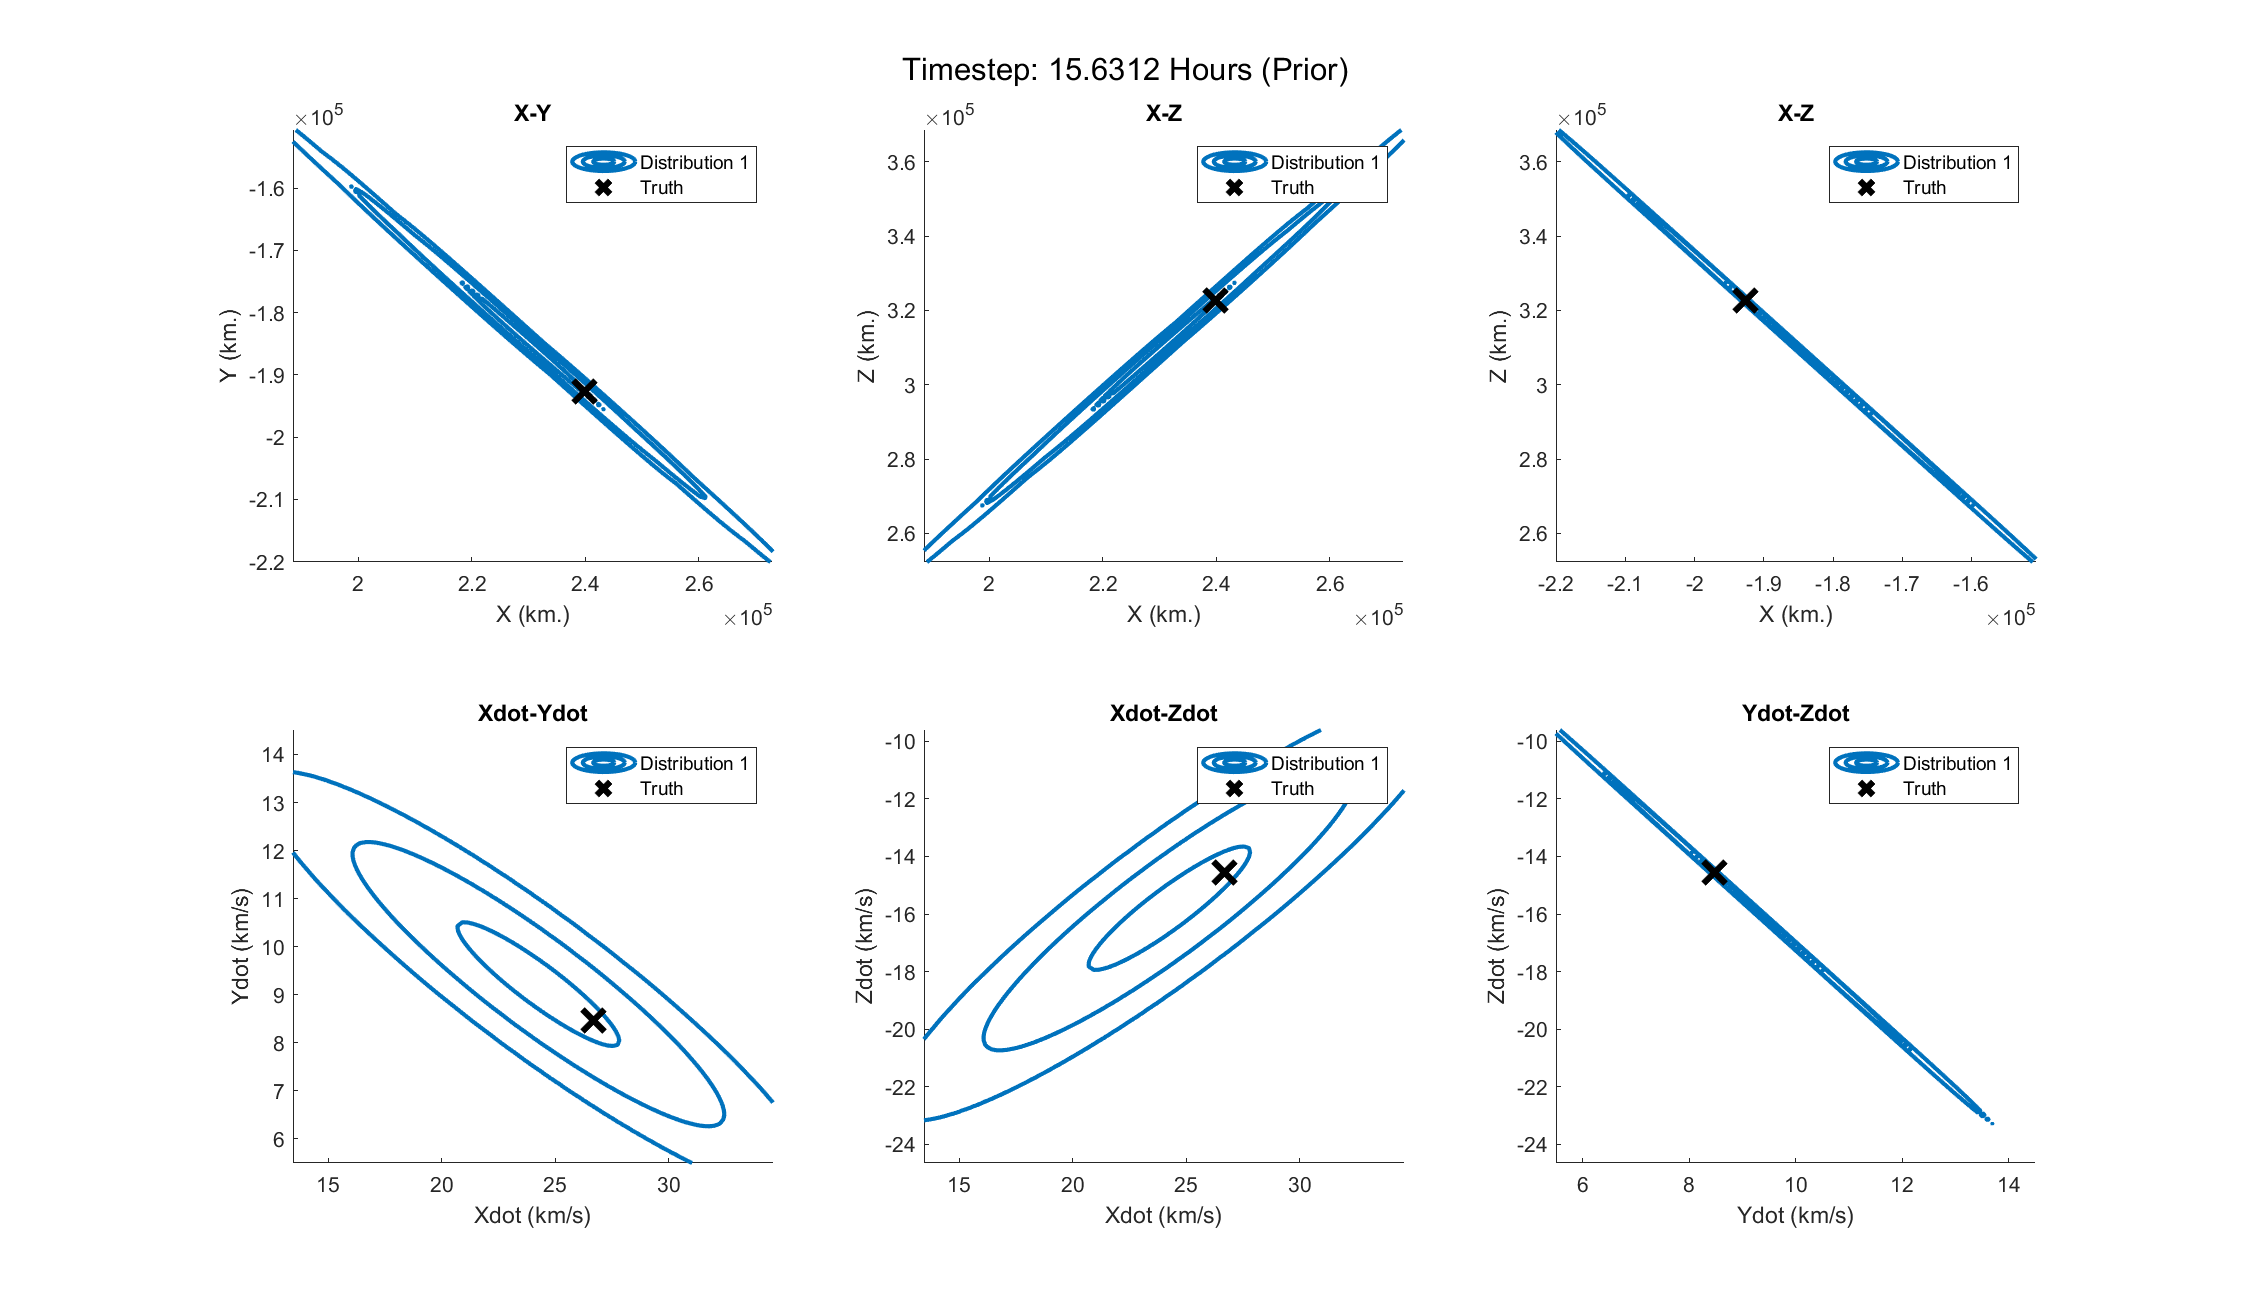 Timestep: 15.6312 Hours (Prior)
X-Y
×10^5
Distribution 1
Truth
-1.6
-1.7
-1.8
-1.9
-2
-2.1
-2.2
Y (km.)
2 2.2 2.4 2.6
X (km.)
×10^5
X-Z
×10^5
Distribution 1
Truth
3.6
3.4
3.2
3
2.8
2.6
Z (km.)
2 2.2 2.4 2.6
X (km.)
×10^5
X-Z
×10^5
Distribution 1
Truth
3.6
3.4
3.2
3
2.8
2.6
Z (km.)
-2.2 -2.1 -2 -1.9 -1.8 -1.7 -1.6
X (km.)
×10^5
Xdot-Ydot
Distribution 1
Truth
14
13
12
11
10
9
8
7
6
Ydot (km/s)
15 20 25 30
Xdot (km/s)
Xdot-Zdot
Distribution 1
Truth
-10
-12
-14
-16
-18
-20
-22
-24
Zdot (km/s)
15 20 25 30
Xdot (km/s)
Ydot-Zdot
Distribution 1
Truth
-10
-12
-14
-16
-18
-20
-22
-24
Zdot (km/s)
6 8 10 12 14
Ydot (km/s)